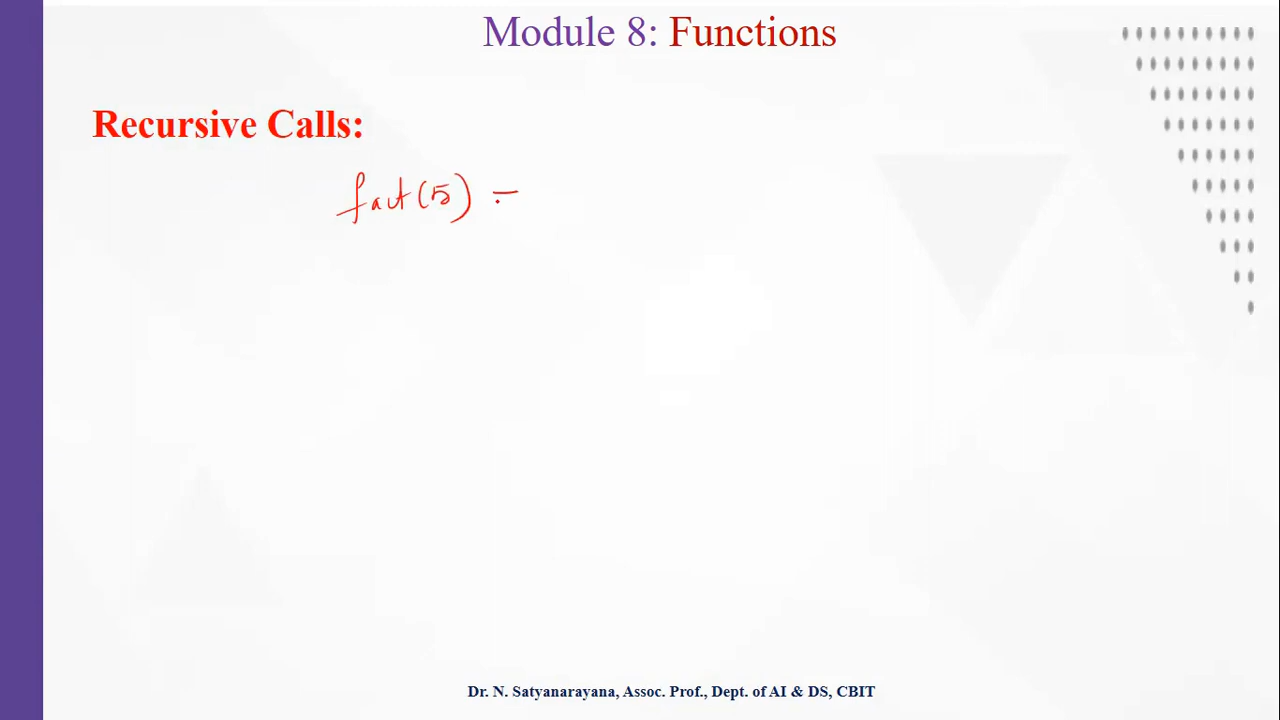 Module 8: Functions
Recursive Calls:
fact(5) =
Dr. N. Satyanarayana, Assoc. Prof., Dept. of AI & DS, CBIT